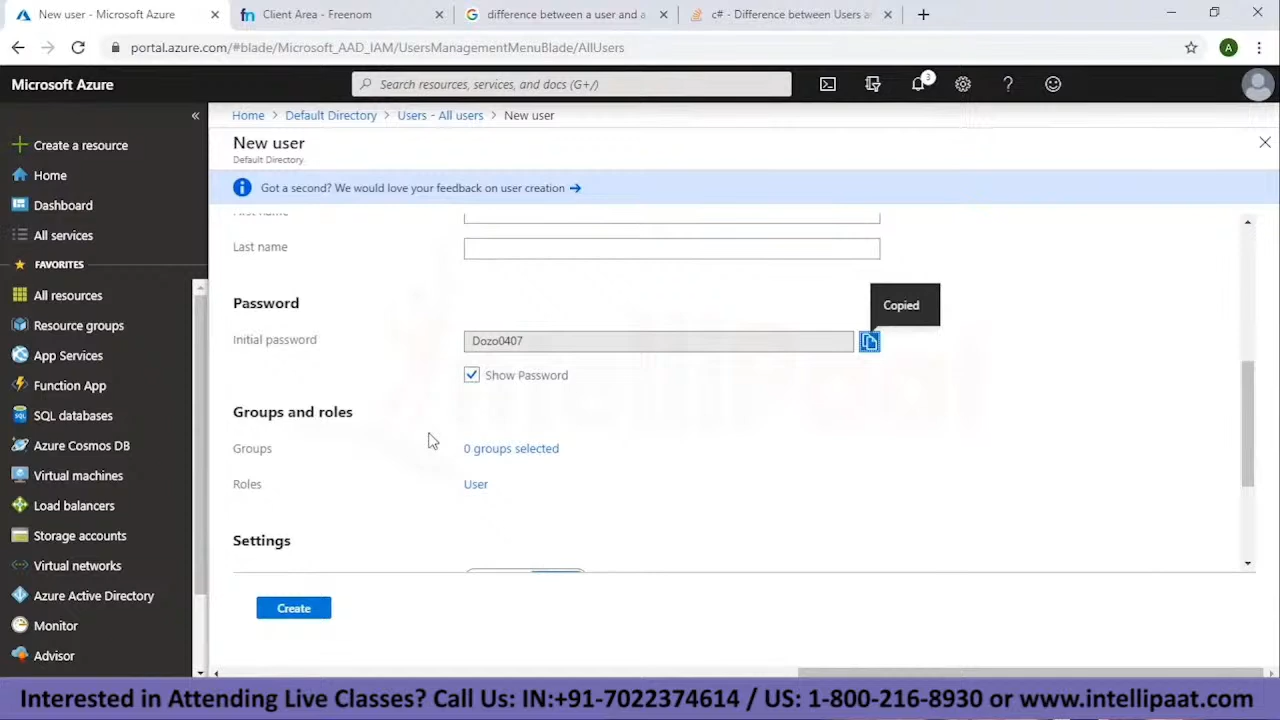 New user - Microsoft Azure
Client Area - Freenom
difference between a user and a
c# - Difference between Users a
portal.azure.com/#blade/Microsoft_AAD_IAM/UsersManagementMenuBlade/AllUsers
A
Microsoft Azure
Search resources, services, and docs (G+/)
3
Create a resource
Home
Dashboard
All services
FAVORITES
All resources
Resource groups
App Services
Function App
SQL databases
Azure Cosmos DB
Virtual machines
Load balancers
Storage accounts
Virtual networks
Azure Active Directory
Monitor
Advisor
Home > Default Directory > Users - All users > New user
New user
Default Directory
Got a second? We would love your feedback on user creation →
First name
Last name
Password
Copied
Initial password
Dozo0407
Show Password
Groups and roles
Groups
0 groups selected
Roles
User
Settings
Create
Interested in Attending Live Classes? Call Us: IN:+91-7022374614 / US: 1-800-216-8930 or www.intellipaat.com